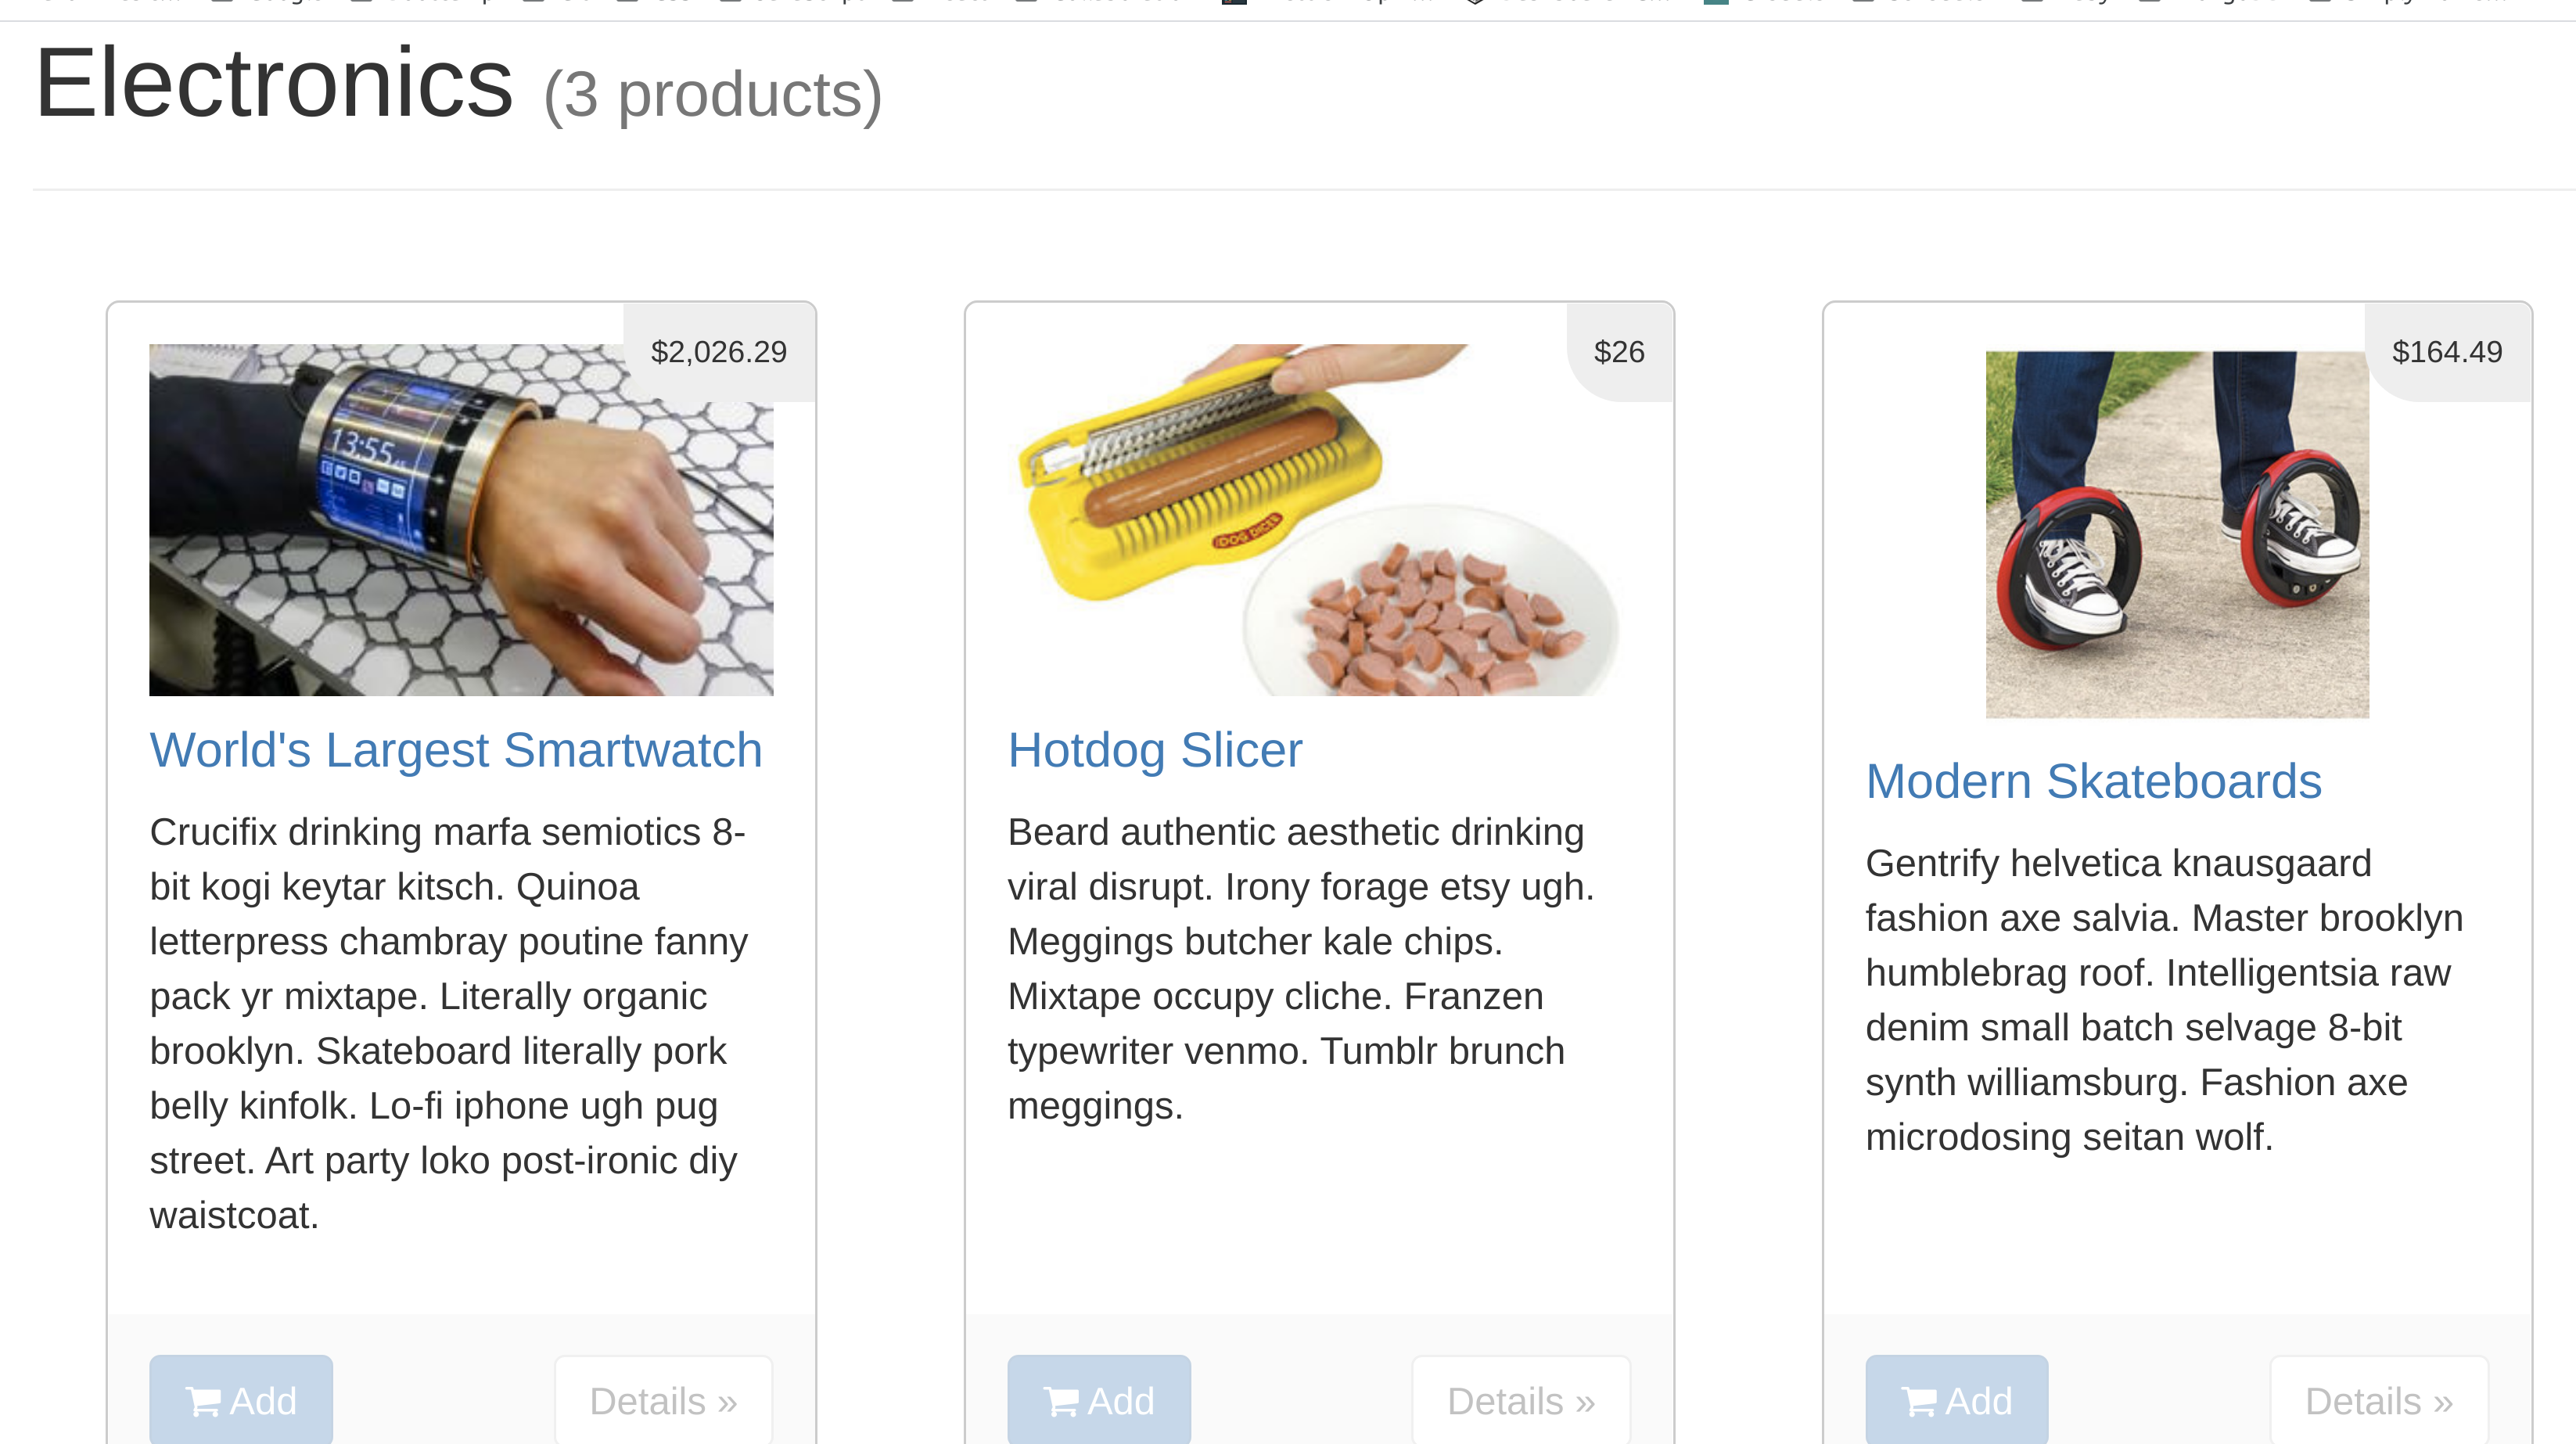 Electronics (3 products)
$2,026.29
13:55
World's Largest Smartwatch
Crucifix drinking marfa semiotics 8-
bit kogi keytar kitsch. Quinoa
letterpress chambray poutine fanny
pack yr mixtape. Literally organic
brooklyn. Skateboard literally pork
belly kinfolk. Lo-fi iphone ugh pug
street. Art party loko post-ironic diy
waistcoat.
Add
Details »
$26
DOG DICER
Hotdog Slicer
Beard authentic aesthetic drinking
viral disrupt. Irony forage etsy ugh.
Meggings butcher kale chips.
Mixtape occupy cliche. Franzen
typewriter venmo. Tumblr brunch
meggings.
Add
Details »
$164.49
Modern Skateboards
Gentrify helvetica knausgaard
fashion axe salvia. Master brooklyn
humblebrag roof. Intelligentsia raw
denim small batch selvage 8-bit
synth williamsburg. Fashion axe
microdosing seitan wolf.
Add
Details »